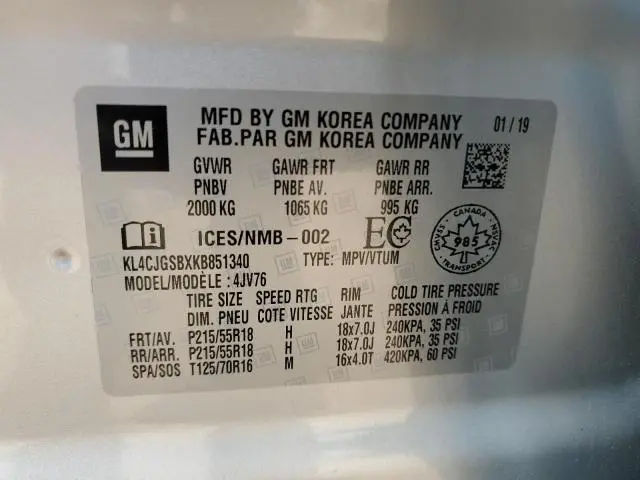 GM
MFD BY GM KOREA COMPANY
FAB.PAR GM KOREA COMPANY
01/19
GVWR GAWR FRT GAWR RR
PNBV PNBE AV. PNBE ARR.
2000 KG 1065 KG 995 KG
ICES/NMB-002 EC
KL4CJGSBXKB851340 TYPE: MPV/VTUM
MODEL/MODÈLE : 4JV76
CANADA
CMVSS 985 NSVAC
TRANSPORT
TIRE SIZE SPEED RTG RIM COLD TIRE PRESSURE
DIM. PNEU COTE VITESSE JANTE PRESSION À FROID
FRT/AV. P215/55R18 H 18x7.0J 240KPA, 35 PSI
RR/ARR. P215/55R18 H 18x7.0J 240KPA, 35 PSI
SPA/SOS T125/70R16 M 16x4.0T 420KPA, 60 PSI